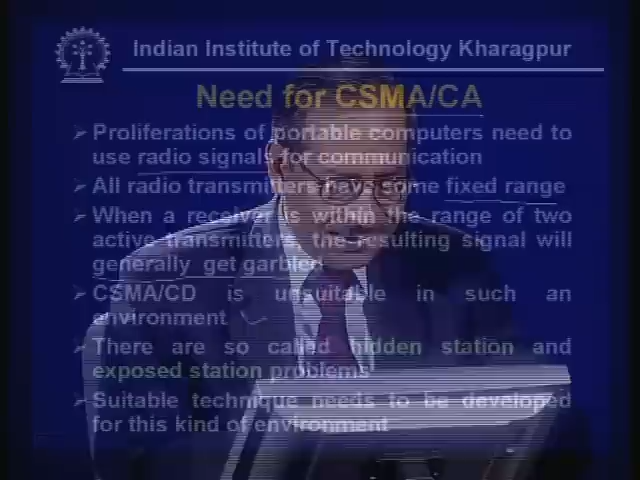 Indian Institute of Technology Kharagpur
Need for CSMA/CA
➢ Proliferations of portable computers need to
use radio signals for communication
➢ All radio transmitters have some fixed range
➢ When a receiver is within the range of two
active transmitters, the resulting signal will
generally get garbled
➢ CSMA/CD is unsuitable in such an
environment
➢ There are so called hidden station and
exposed station problems
➢ Suitable technique needs to be developed
for this kind of environment